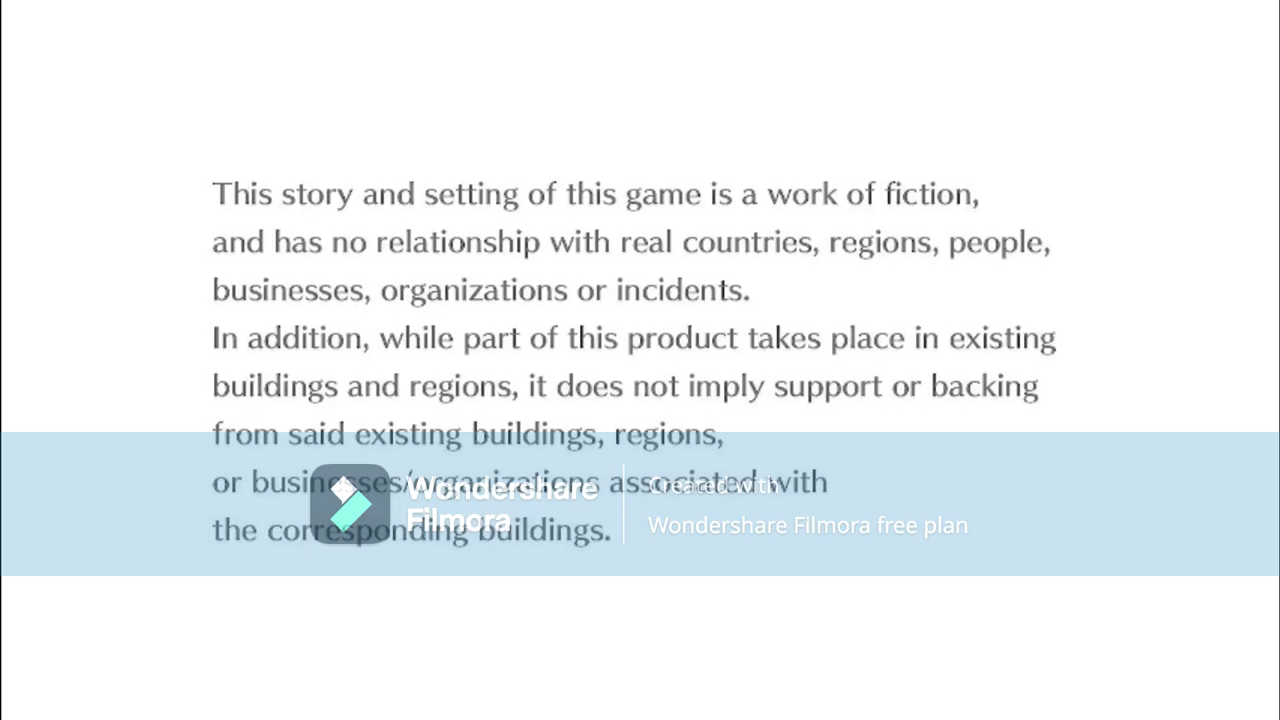 This story and setting of this game is a work of fiction,
and has no relationship with real countries, regions, people,
businesses, organizations or incidents.
In addition, while part of this product takes place in existing
buildings and regions, it does not imply support or backing
from said existing buildings, regions,
or businesses/organizations associated with
the corresponding buildings.
Wondershare
Filmora
Created with
Wondershare Filmora free plan